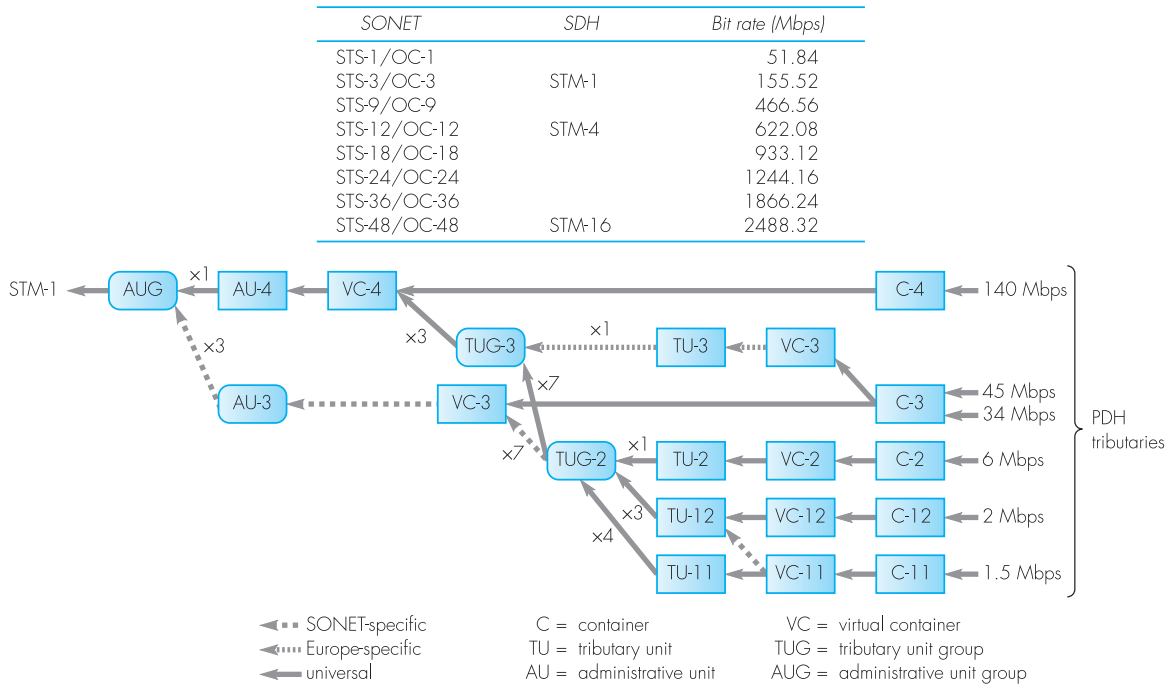 SONET SDH Bit rate (Mbps)
STS-1/OC-1 51.84
STS-3/OC-3 STM-1 155.52
STS-9/OC-9 466.56
STS-12/OC-12 STM-4 622.08
STS-18/OC-18 933.12
STS-24/OC-24 1244.16
STS-36/OC-36 1866.24
STS-48/OC-48 STM-16 2488.32
STM-1 AUG ×1 AU-4 VC-4 C-4 140 Mbps
×3 ×3 TUG-3 ×1 TU-3 VC-3
×7
AU-3 VC-3 C-3 45 Mbps
34 Mbps
PDH
tributaries
×7 TUG-2 ×1 TU-2 VC-2 C-2 6 Mbps
×3 TU-12 VC-12 C-12 2 Mbps
×4
TU-11 VC-11 C-11 1.5 Mbps
SONET-specific C = container VC = virtual container
Europe-specific TU = tributary unit TUG = tributary unit group
universal AU = administrative unit AUG = administrative unit group